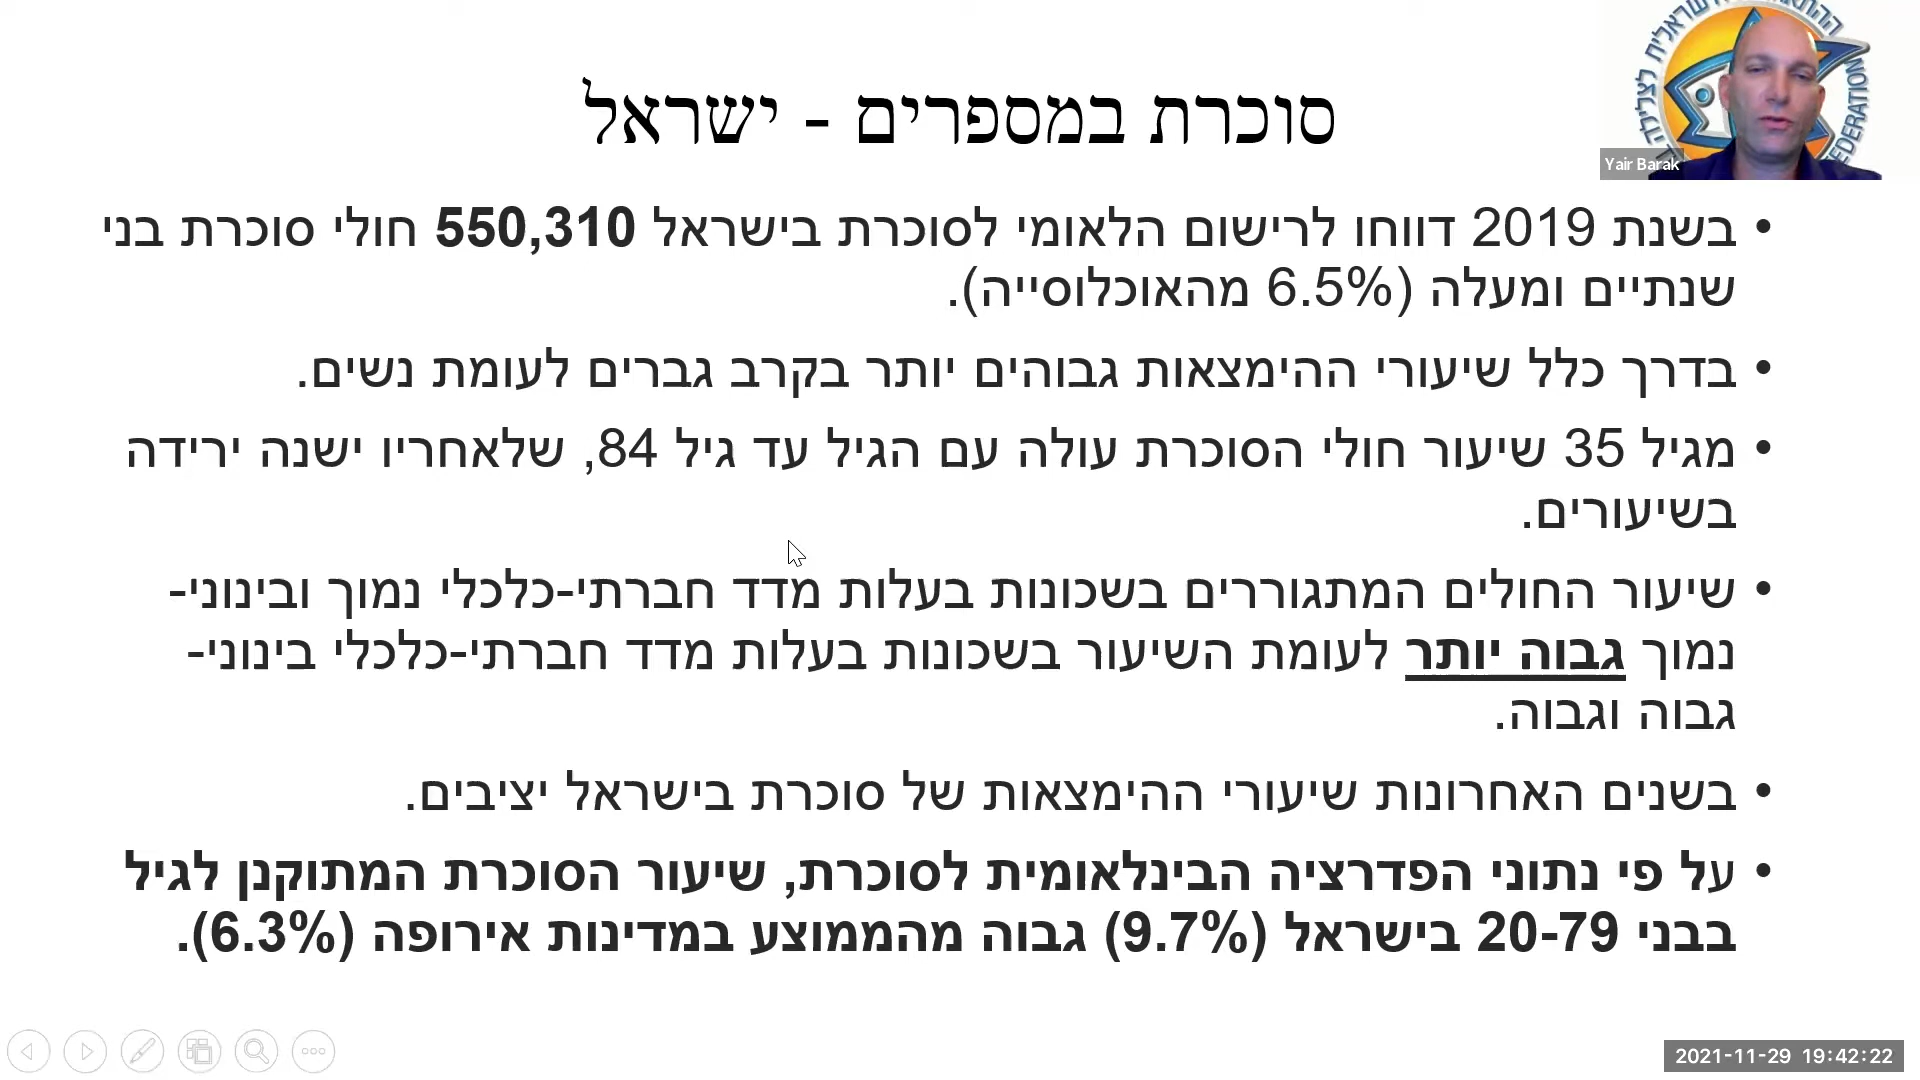 סוכרת במספרים - ישראל
ישראלית לצלילה
FEDERATION
Yair Barak
• בשנת 2019 דווחו לרישום הלאומי לסוכרת בישראל 550,310 חולי סוכרת בני
שנתיים ומעלה (6.5% מהאוכלוסייה).
• בדרך כלל שיעורי ההימצאות גבוהים יותר בקרב גברים לעומת נשים.
• מגיל 35 שיעור חולי הסוכרת עולה עם הגיל עד גיל 84, שלאחריו ישנה ירידה
בשיעורים.
• שיעור החולים המתגוררים בשכונות בעלות מדד חברתי-כלכלי נמוך ובינוני-
נמוך גבוה יותר לעומת השיעור בשכונות בעלות מדד חברתי-כלכלי בינוני-
גבוה וגבוה.
• בשנים האחרונות שיעורי ההימצאות של סוכרת בישראל יציבים.
• על פי נתוני הפדרציה הבינלאומית לסוכרת, שיעור הסוכרת המתוקנן לגיל
בבני 20-79 בישראל (9.7%) גבוה מהממוצע במדינות אירופה (6.3%).
2021-11-29 19:42:22